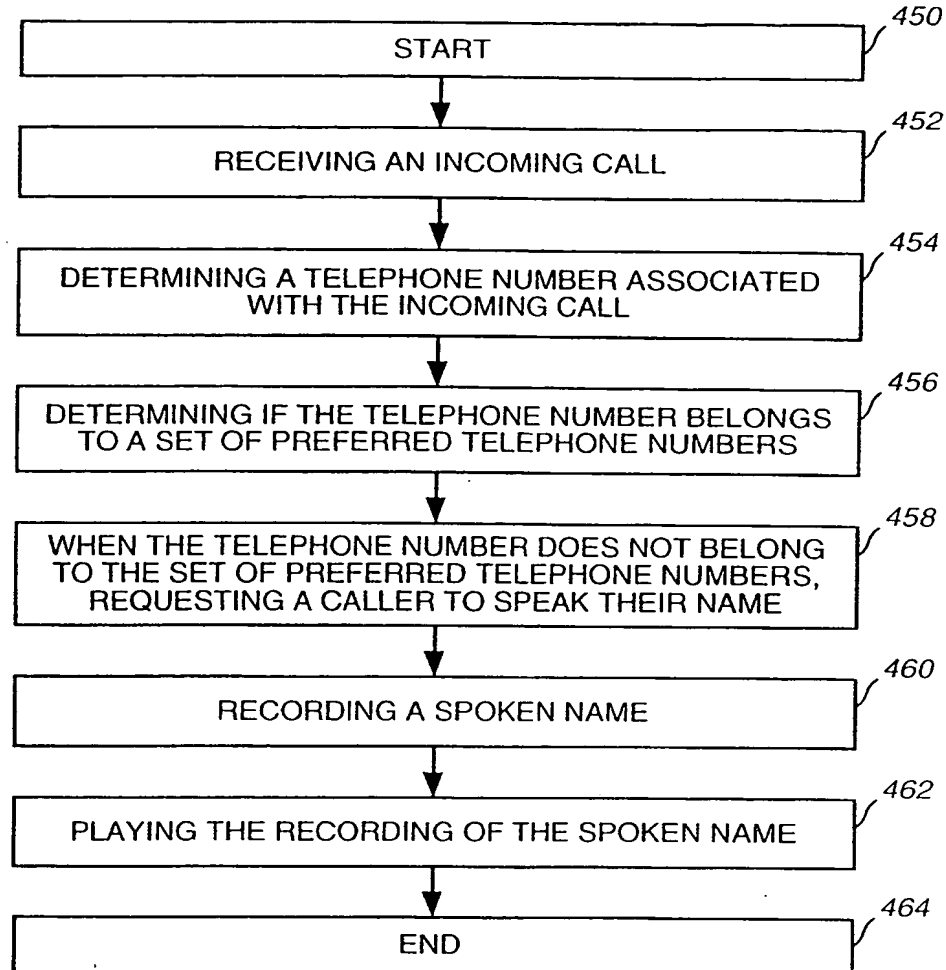 450
START
452
RECEIVING AN INCOMING CALL
454
DETERMINING A TELEPHONE NUMBER ASSOCIATED
WITH THE INCOMING CALL
456
DETERMINING IF THE TELEPHONE NUMBER BELONGS
TO A SET OF PREFERRED TELEPHONE NUMBERS
458
WHEN THE TELEPHONE NUMBER DOES NOT BELONG
TO THE SET OF PREFERRED TELEPHONE NUMBERS,
REQUESTING A CALLER TO SPEAK THEIR NAME
460
RECORDING A SPOKEN NAME
462
PLAYING THE RECORDING OF THE SPOKEN NAME
464
END